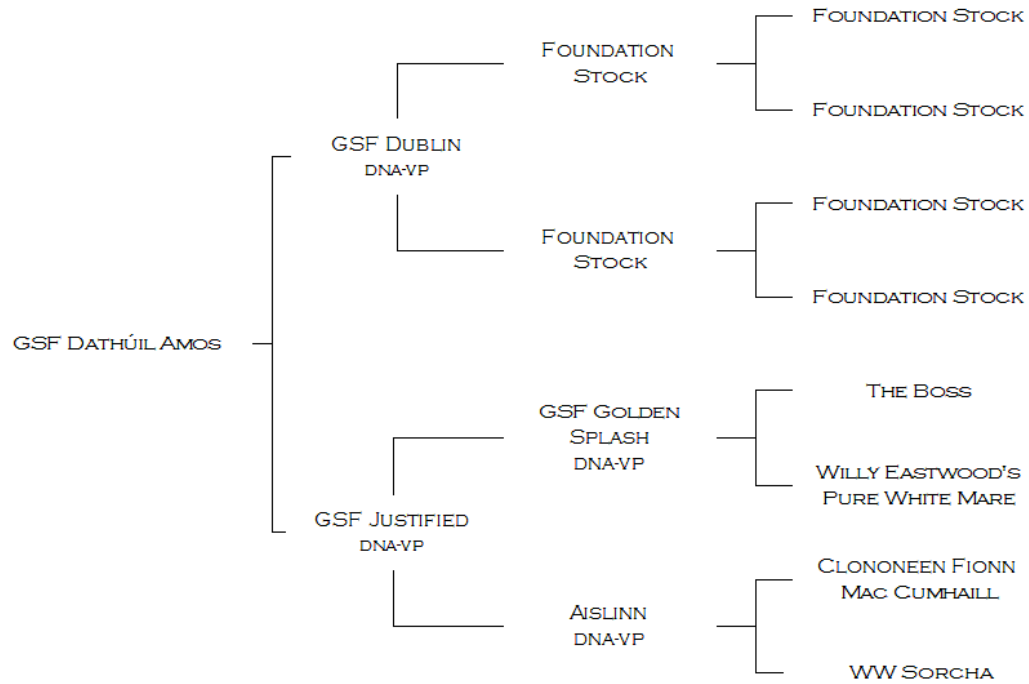 Foundation Stock
Foundation
Stock
Foundation Stock
GSF Dublin
DNA-VP
Foundation Stock
Foundation
Stock
Foundation Stock
GSF Dathúil Amos
The Boss
GSF Golden
Splash
DNA-VP
Willy Eastwood's
Pure White Mare
GSF Justified
DNA-VP
Clononeen Fionn
Mac Cumhaill
Aislinn
DNA-VP
WW Sorcha